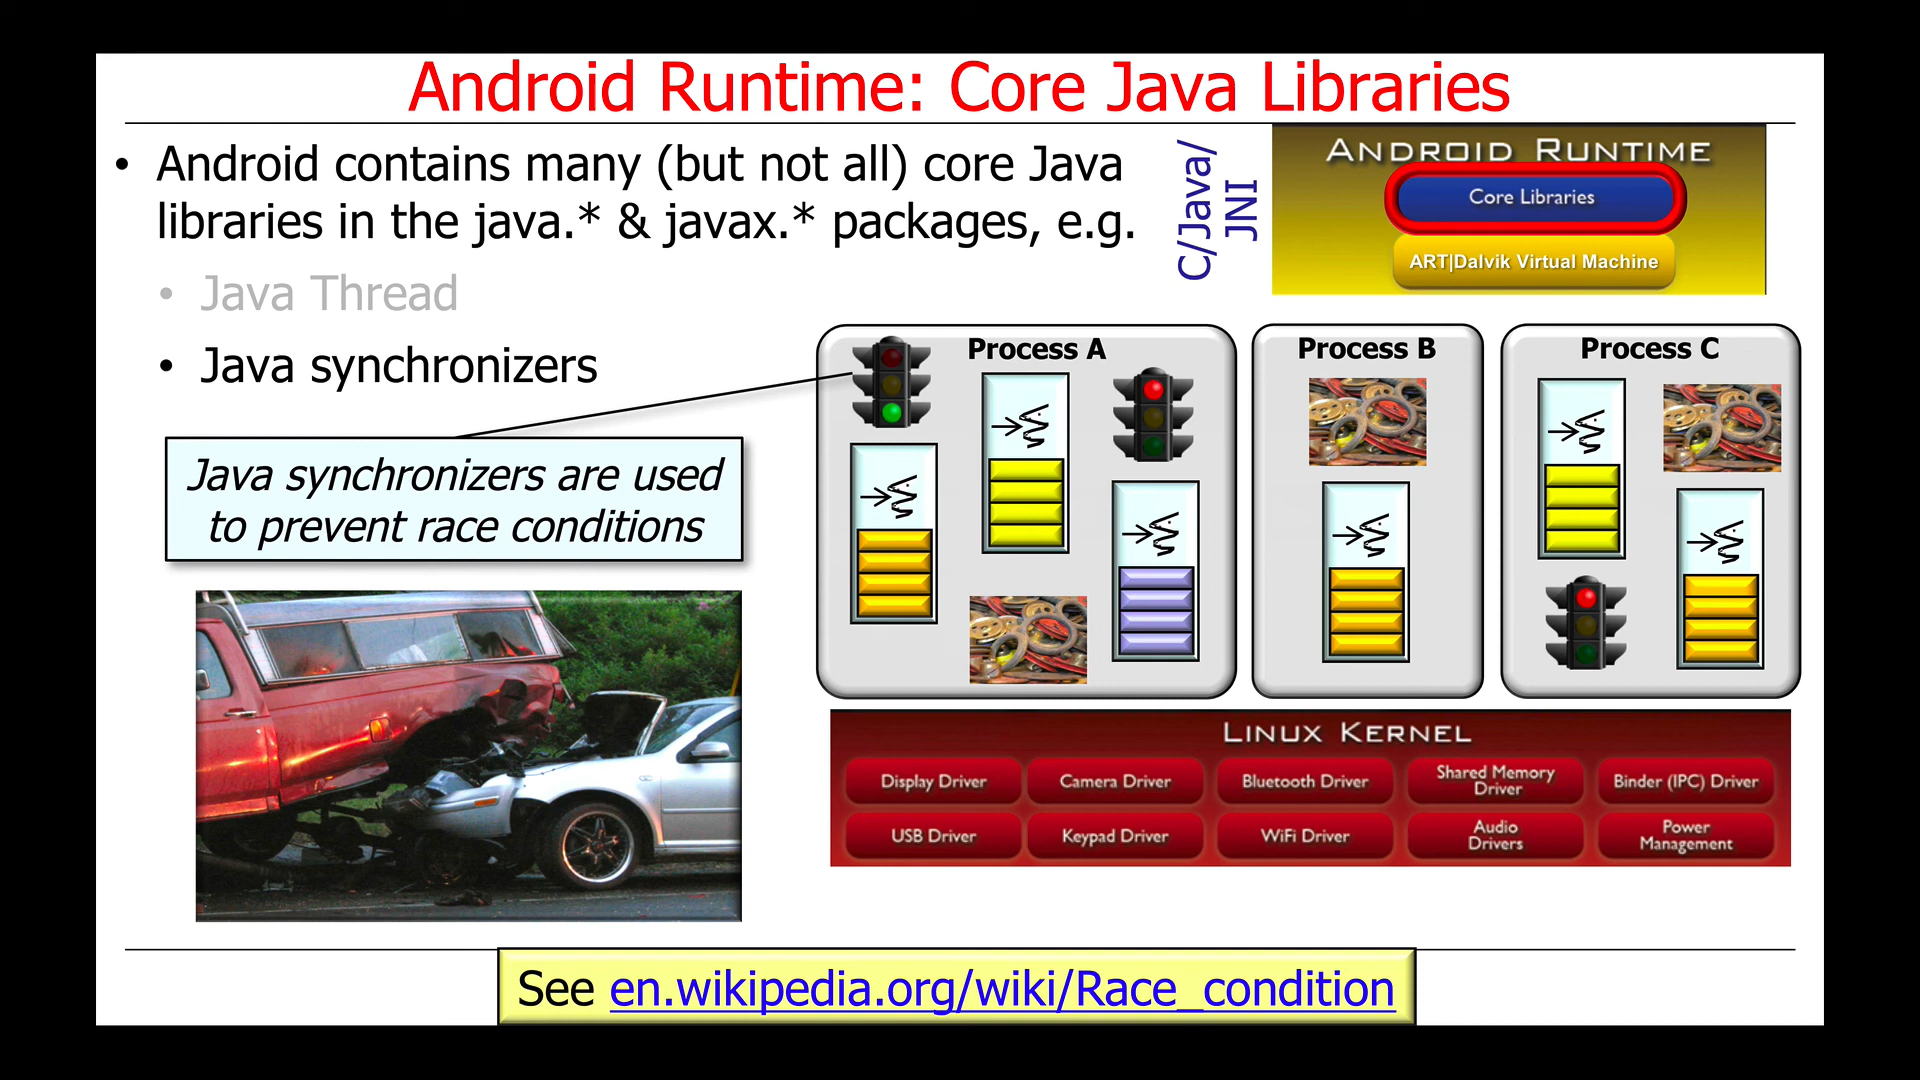 Android Runtime: Core Java Libraries
• Android contains many (but not all) core Java
libraries in the java.* & javax.* packages, e.g.
• Java Thread
• Java synchronizers
Java synchronizers are used
to prevent race conditions
C/Java/
JNI
ANDROID RUNTIME
Core Libraries
ART|Dalvik Virtual Machine
Process A
Process B
Process C
LINUX KERNEL
Display Driver
Camera Driver
Bluetooth Driver
Shared Memory
Driver
Binder (IPC) Driver
USB Driver
Keypad Driver
WiFi Driver
Audio
Drivers
Power
Management
See en.wikipedia.org/wiki/Race_condition